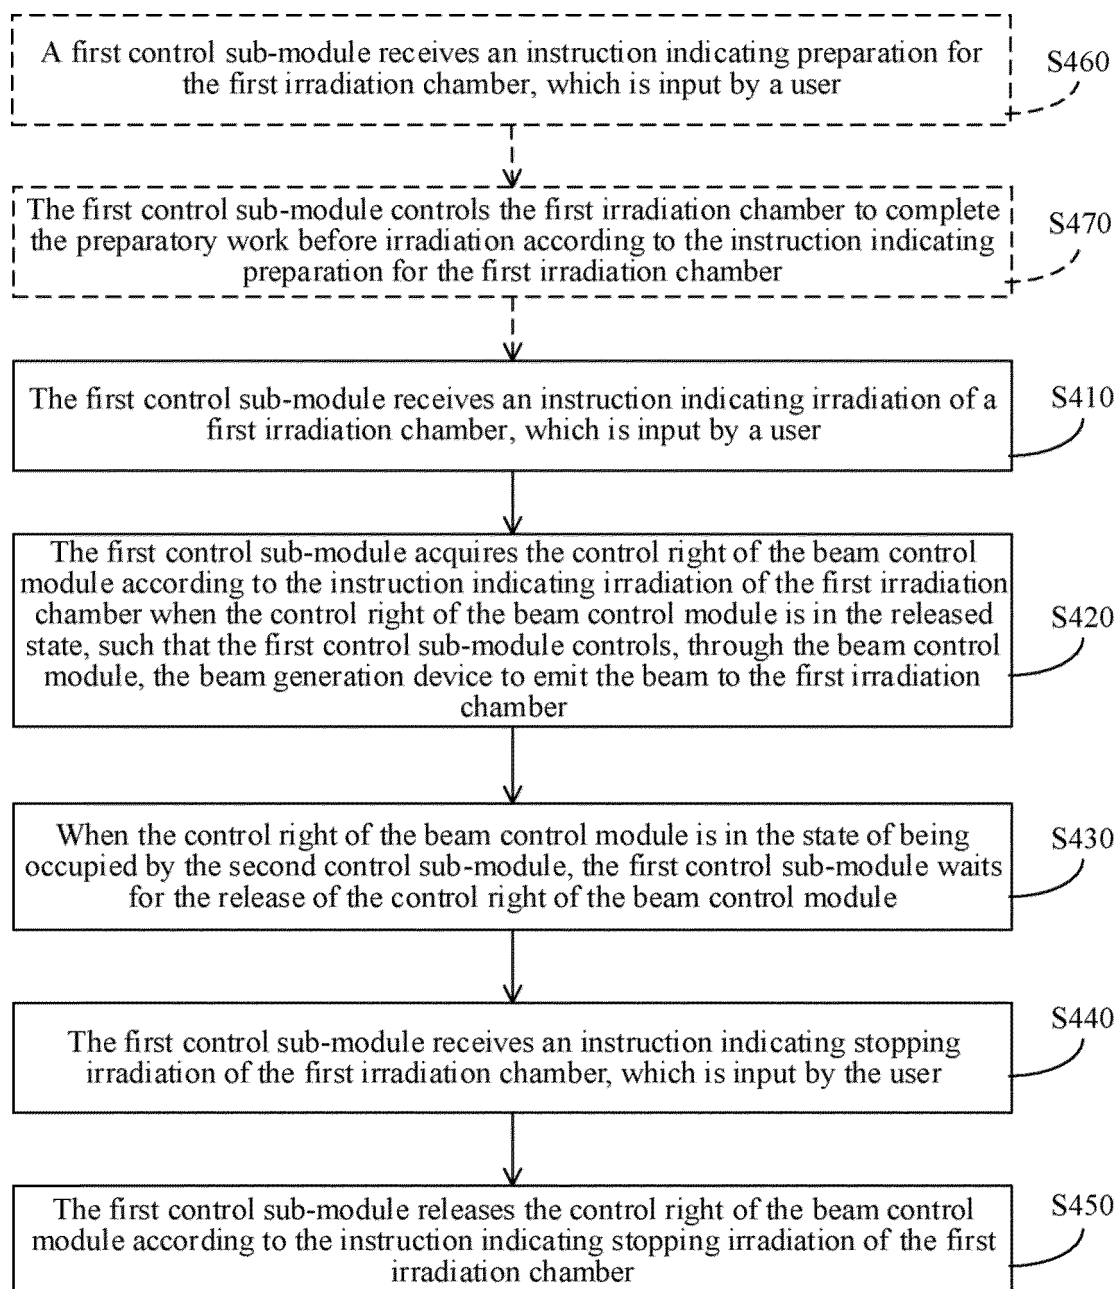 A first control sub-module receives an instruction indicating preparation for
the first irradiation chamber, which is input by a user
S460
The first control sub-module controls the first irradiation chamber to complete
the preparatory work before irradiation according to the instruction indicating
preparation for the first irradiation chamber
S470
The first control sub-module receives an instruction indicating irradiation of a
first irradiation chamber, which is input by a user
S410
The first control sub-module acquires the control right of the beam control
module according to the instruction indicating irradiation of the first irradiation
chamber when the control right of the beam control module is in the released
state, such that the first control sub-module controls, through the beam control
module, the beam generation device to emit the beam to the first irradiation
chamber
S420
When the control right of the beam control module is in the state of being
occupied by the second control sub-module, the first control sub-module waits
for the release of the control right of the beam control module
S430
The first control sub-module receives an instruction indicating stopping
irradiation of the first irradiation chamber, which is input by the user
S440
The first control sub-module releases the control right of the beam control
module according to the instruction indicating stopping irradiation of the first
irradiation chamber
S450